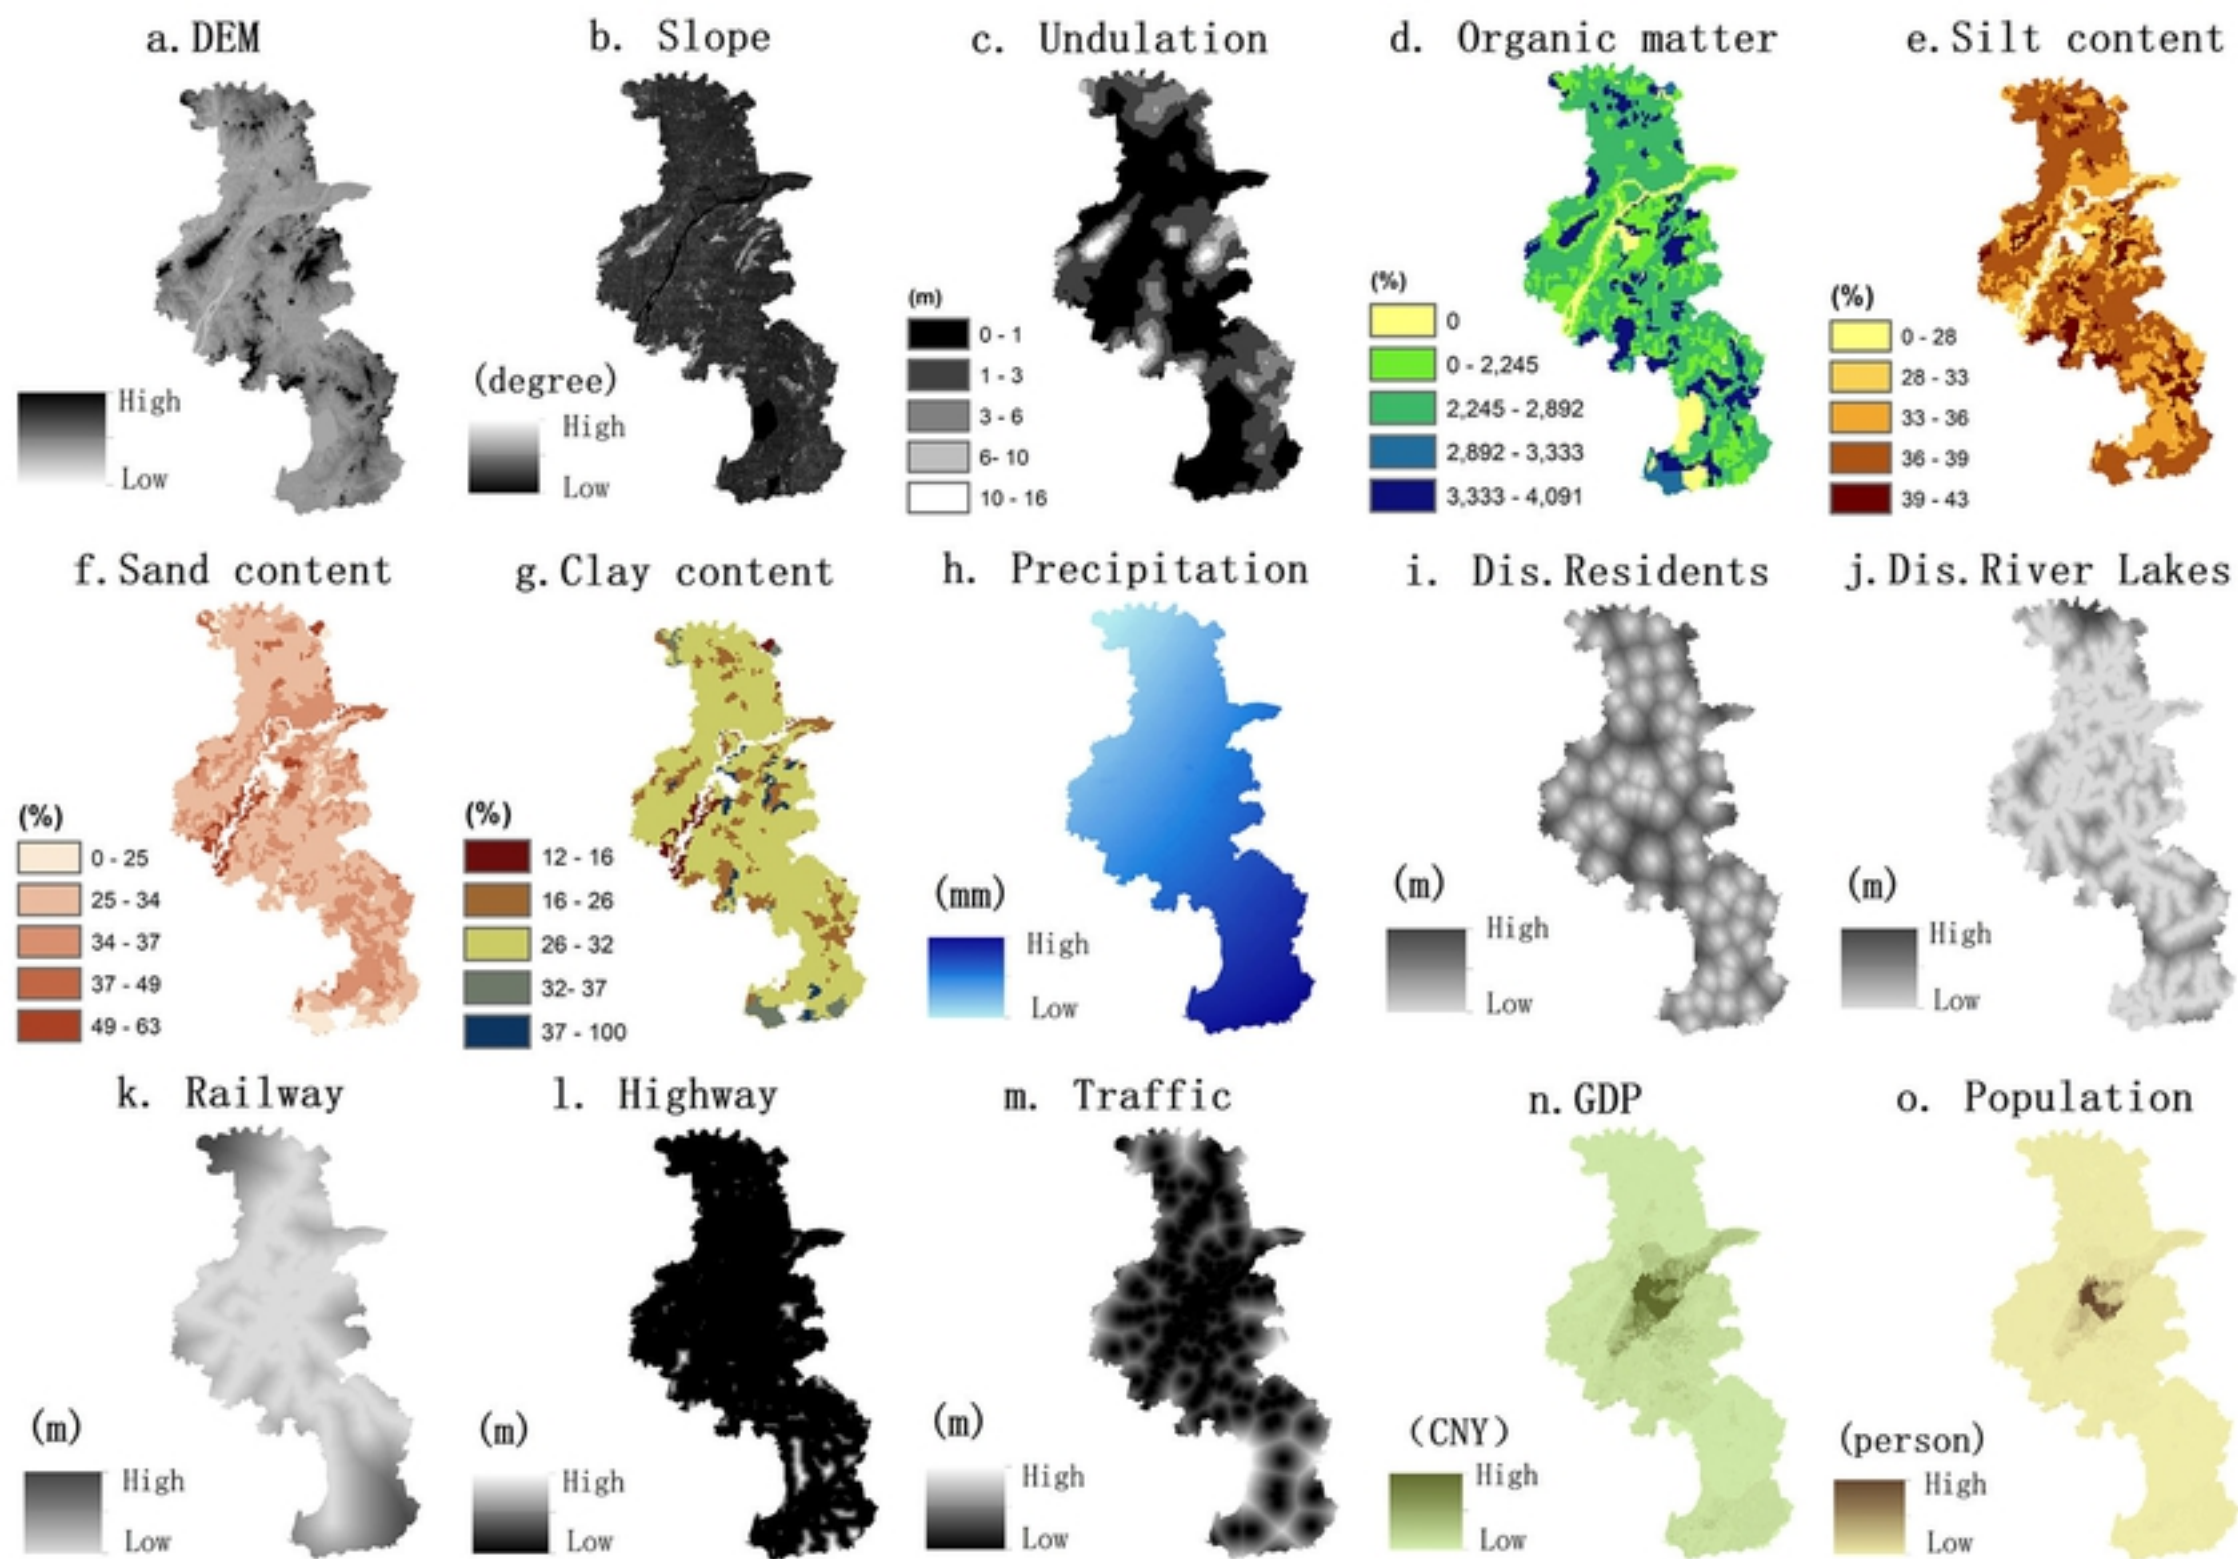 a. DEM
b. Slope
c. Undulation
d. Organic matter
e. Silt content
High
Low
(degree)
High
Low
(m)
0 - 1
1 - 3
3 - 6
6- 10
10 - 16
(%)
0
0 - 2,245
2,245 - 2,892
2,892 - 3,333
3,333 - 4,091
(%)
0 - 28
28 - 33
33 - 36
36 - 39
39 - 43
f. Sand content
g. Clay content
h. Precipitation
i. Dis. Residents
j. Dis. River Lakes
(%)
0 - 25
25 - 34
34 - 37
37 - 49
49 - 63
(%)
12 - 16
16 - 26
26 - 32
32- 37
37 - 100
(mm)
High
Low
(m)
High
Low
(m)
High
Low
k. Railway
l. Highway
m. Traffic
n. GDP
o. Population
(m)
High
Low
(m)
High
Low
(m)
High
Low
(CNY)
High
Low
(person)
High
Low